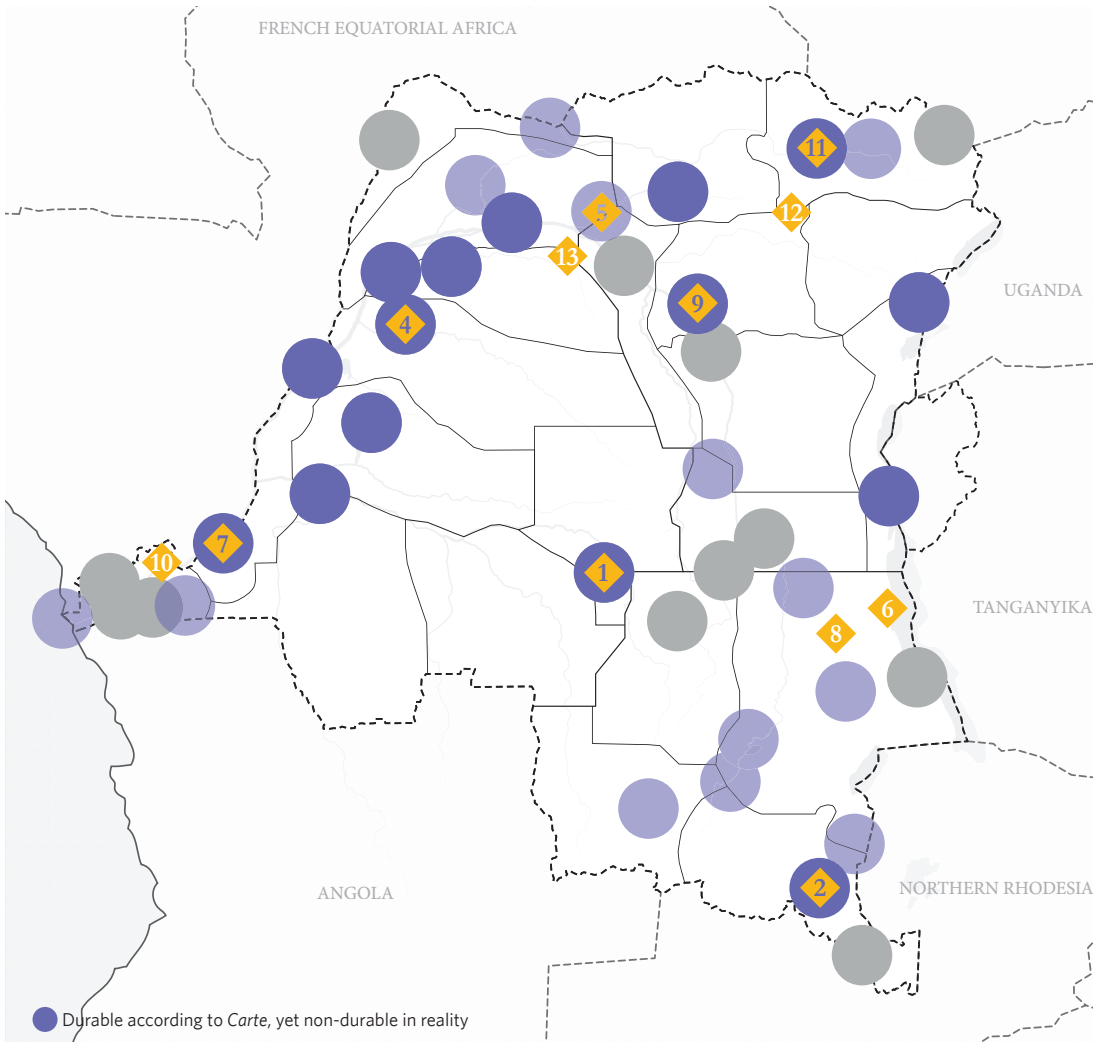 FRENCH EQUATORIAL AFRICA
11
5
12
13
UGANDA
9
4
7
10
1
6
TANGANYIKA
8
2
NORTHERN RHODESIA
ANGOLA
Durable according to Carte, yet non-durable in reality